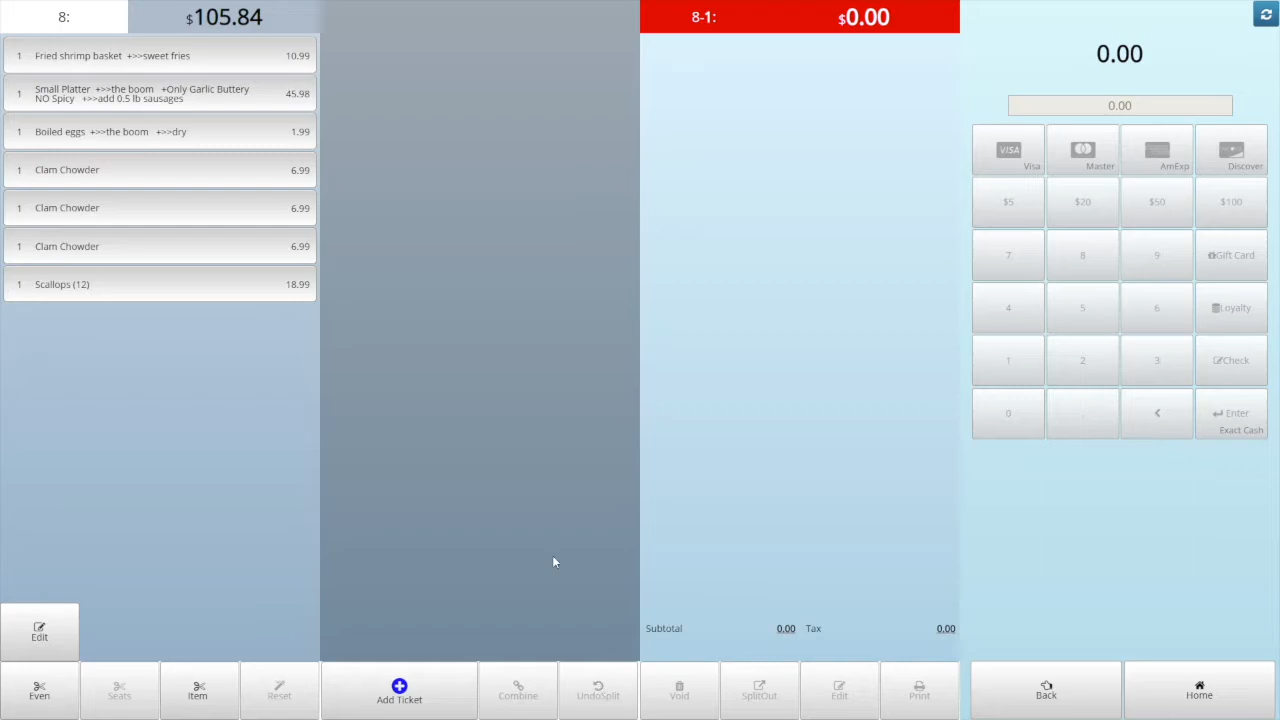 8:
$105.84
8-1:
$0.00
0.00
0.00
1 Fried shrimp basket +>>sweet fries 10.99
1 Small Platter +>>the boom +Only Garlic Buttery
NO Spicy +>>add 0.5 lb sausages 45.98
1 Boiled eggs +>>the boom +>>dry 1.99
1 Clam Chowder 6.99
1 Clam Chowder 6.99
1 Clam Chowder 6.99
1 Scallops (12) 18.99
VISA
Visa
Master
AmExp
Discover
$5 $20 $50 $100
7 8 9 Gift Card
4 5 6 Loyalty
1 2 3 Check
0 . < Enter
Exact Cash
Subtotal 0.00 Tax 0.00
Edit
Even
Seats
Item
Reset
Add Ticket
Combine
UndoSplit
Void
SplitOut
Edit
Print
Back
Home